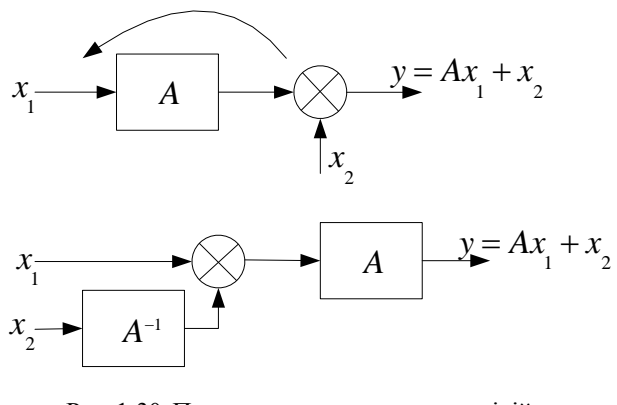 x₁
A
y = Ax₁ + x₂
x₂
x₁
A
y = Ax₁ + x₂
x₂
A⁻¹